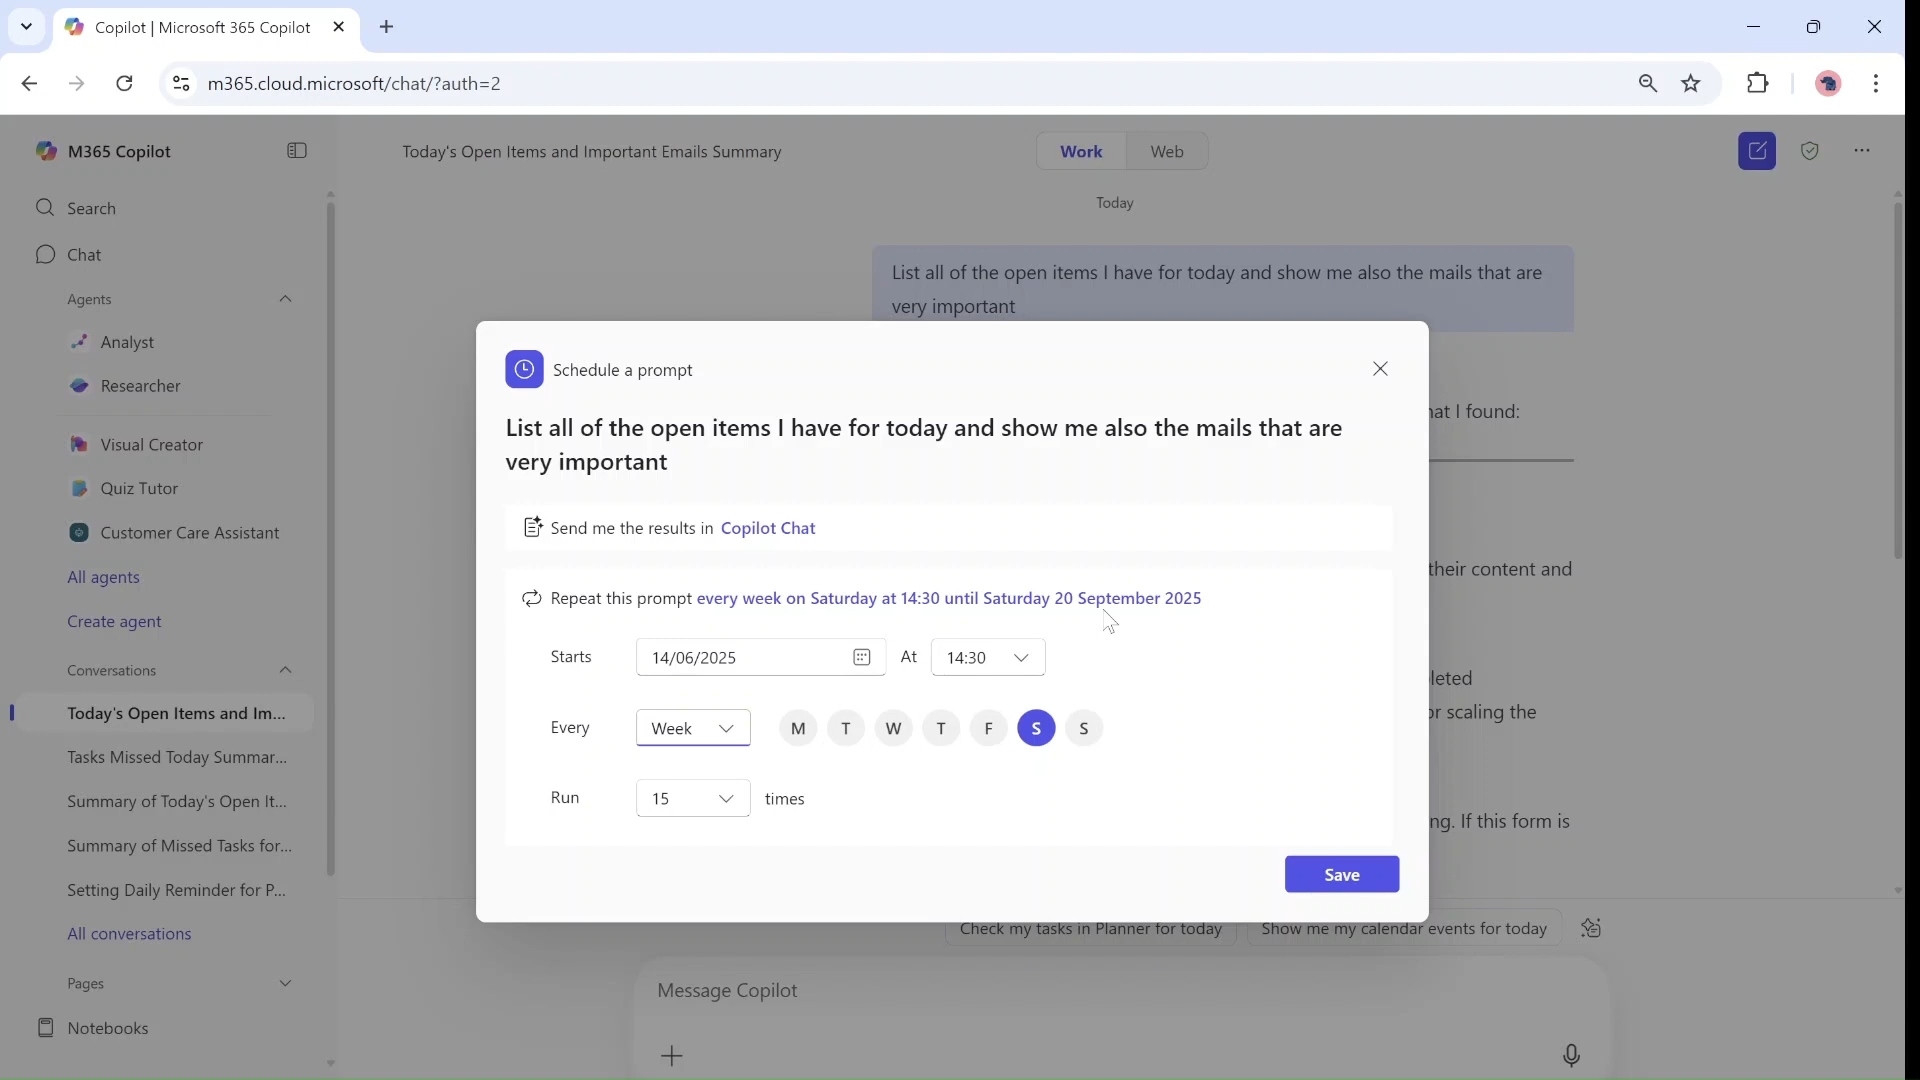 Copilot | Microsoft 365 Copilot
m365.cloud.microsoft/chat/?auth=2
M365 Copilot
Today's Open Items and Important Emails Summary
Work
Web
Search
Chat
Agents
Analyst
Researcher
Visual Creator
Quiz Tutor
Customer Care Assistant
All agents
Create agent
Conversations
Today's Open Items and Im...
Tasks Missed Today Summar...
Summary of Today's Open It...
Summary of Missed Tasks for...
Setting Daily Reminder for P...
All conversations
Pages
Notebooks
Today
List all of the open items I have for today and show me also the mails that are
very important
hat I found:
their content and
leted
or scaling the
ng. If this form is
Schedule a prompt
List all of the open items I have for today and show me also the mails that are
very important
Send me the results in Copilot Chat
Repeat this prompt every week on Saturday at 14:30 until Saturday 20 September 2025
Starts 14/06/2025 At 14:30
Every Week M T W T F S S
Run 15 times
Save
Check my tasks in Planner for today
Show me my calendar events for today
Message Copilot